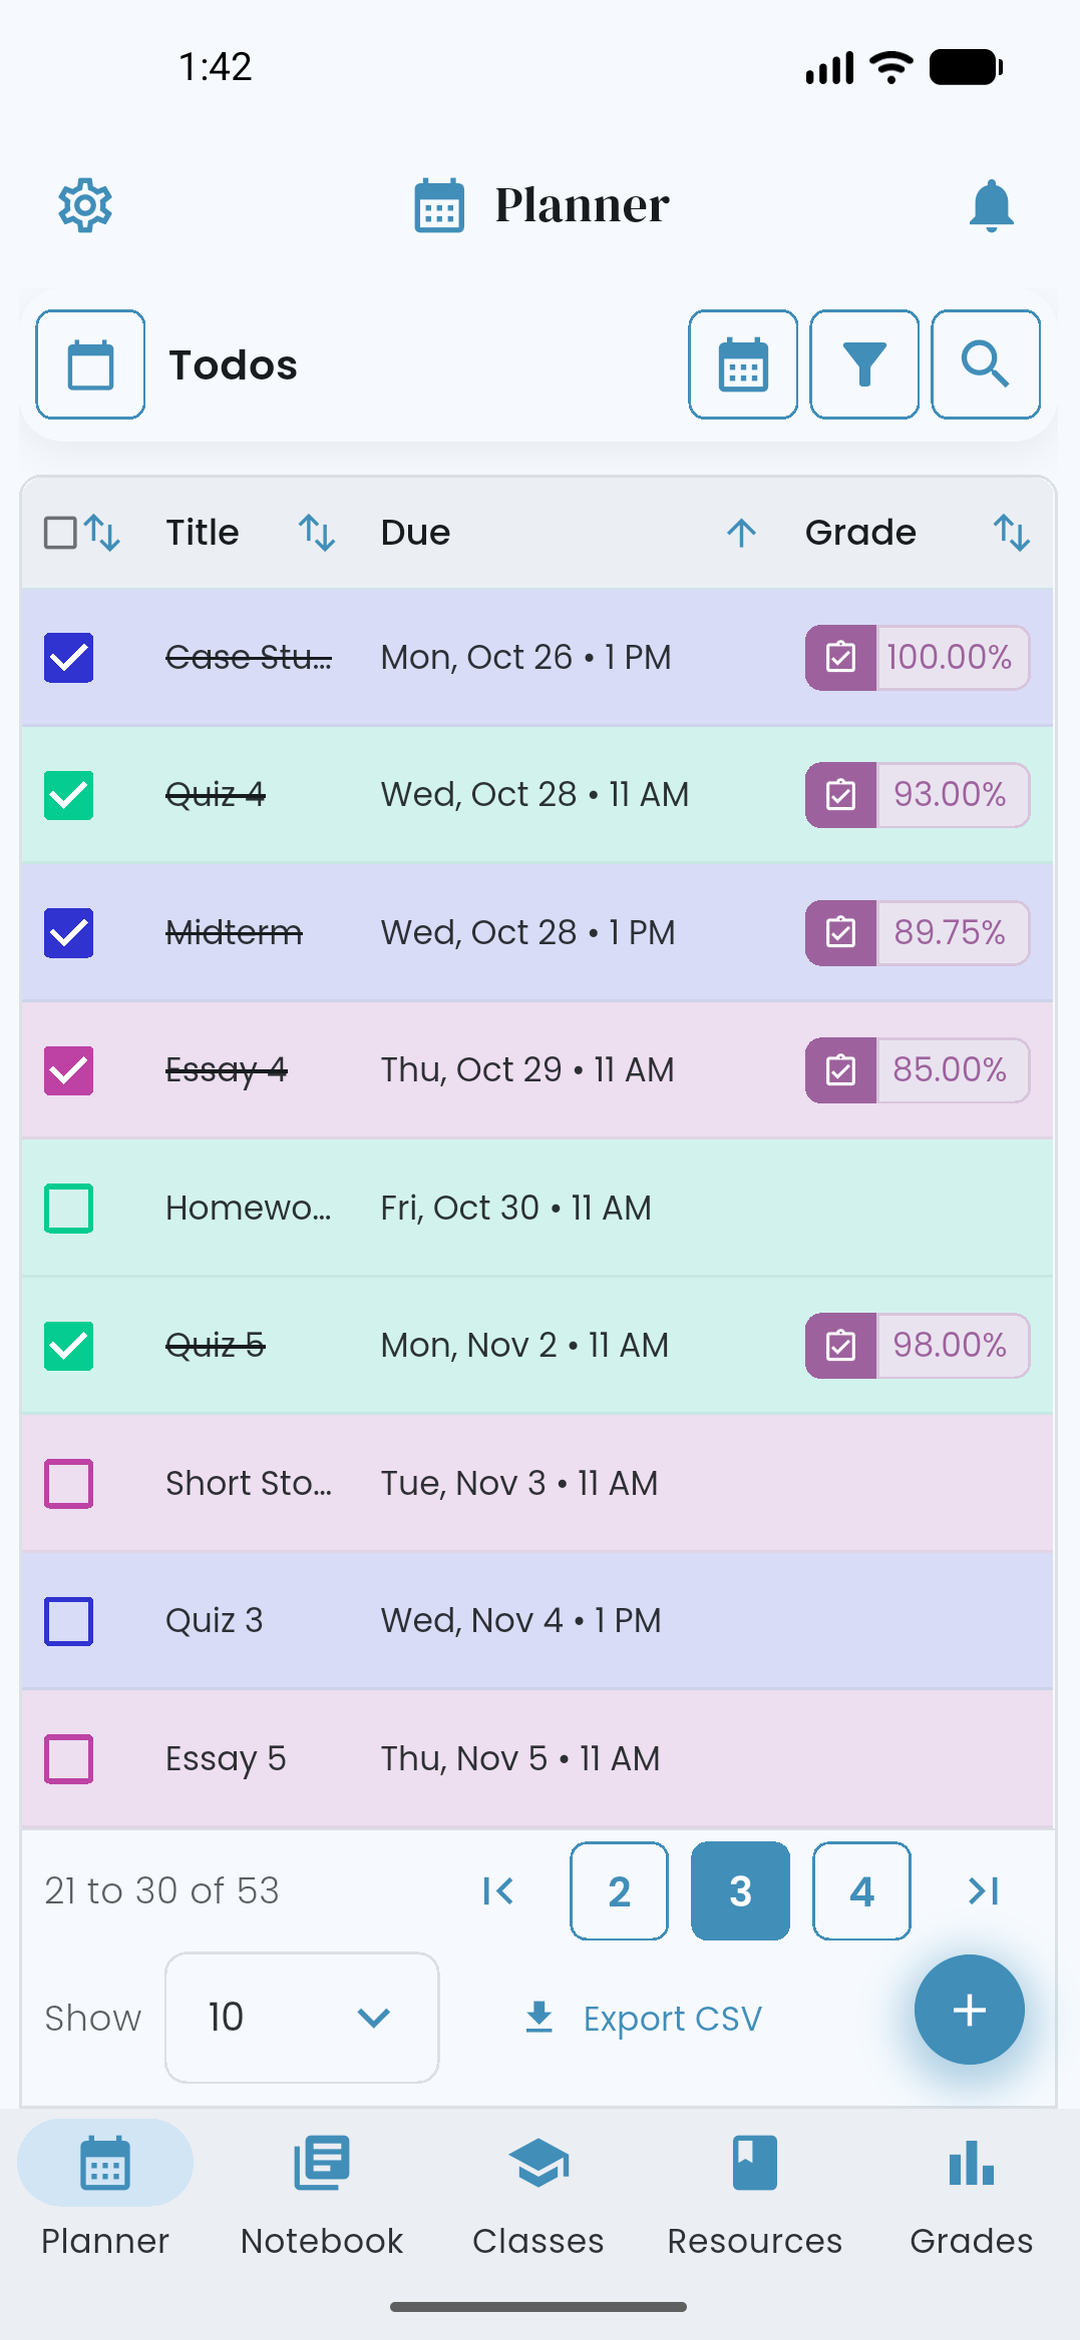 1:42
Planner
Todos
Title Due Grade
Case Stu... Mon, Oct 26 • 1 PM 100.00%
Quiz 4 Wed, Oct 28 • 11 AM 93.00%
Midterm Wed, Oct 28 • 1 PM 89.75%
Essay 4 Thu, Oct 29 • 11 AM 85.00%
Homewo... Fri, Oct 30 • 11 AM
Quiz 5 Mon, Nov 2 • 11 AM 98.00%
Short Sto... Tue, Nov 3 • 11 AM
Quiz 3 Wed, Nov 4 • 1 PM
Essay 5 Thu, Nov 5 • 11 AM
21 to 30 of 53 2 3 4
Show 10 Export CSV
Planner Notebook Classes Resources Grades